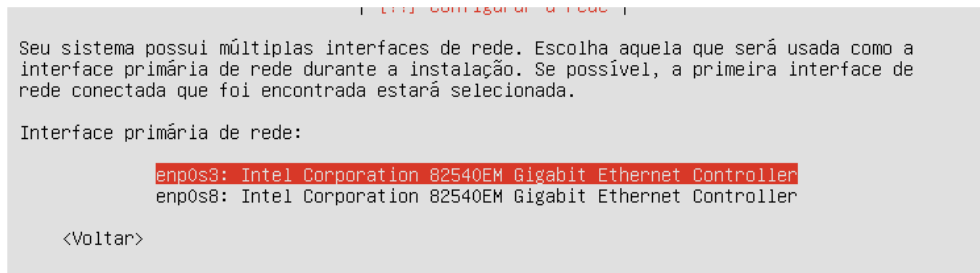 [!!] Configurar a rede
Seu sistema possui múltiplas interfaces de rede. Escolha aquela que será usada como a
interface primária de rede durante a instalação. Se possível, a primeira interface de
rede conectada que foi encontrada estará selecionada.
Interface primária de rede:
enp0s3: Intel Corporation 82540EM Gigabit Ethernet Controller
enp0s8: Intel Corporation 82540EM Gigabit Ethernet Controller
<Voltar>